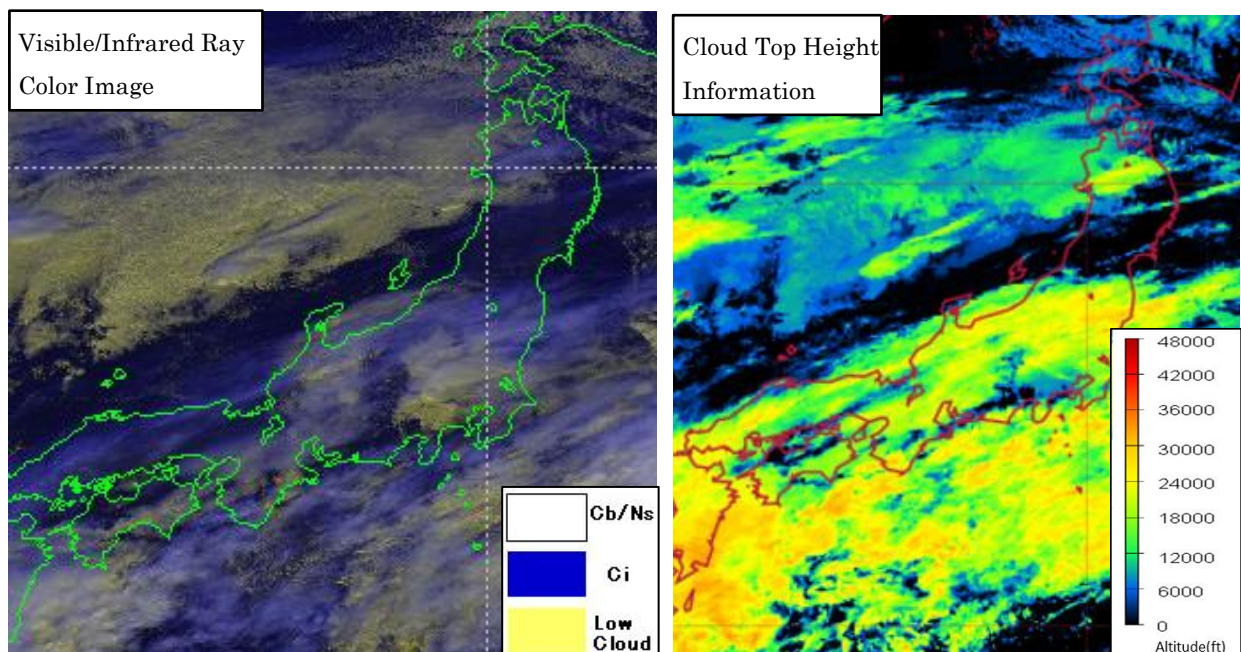 Visible/Infrared Ray
Color Image
Cb/Ns
Ci
Low
Cloud
Cloud Top Height
Information
48000
42000
36000
30000
24000
18000
12000
6000
0
Altitude(ft)